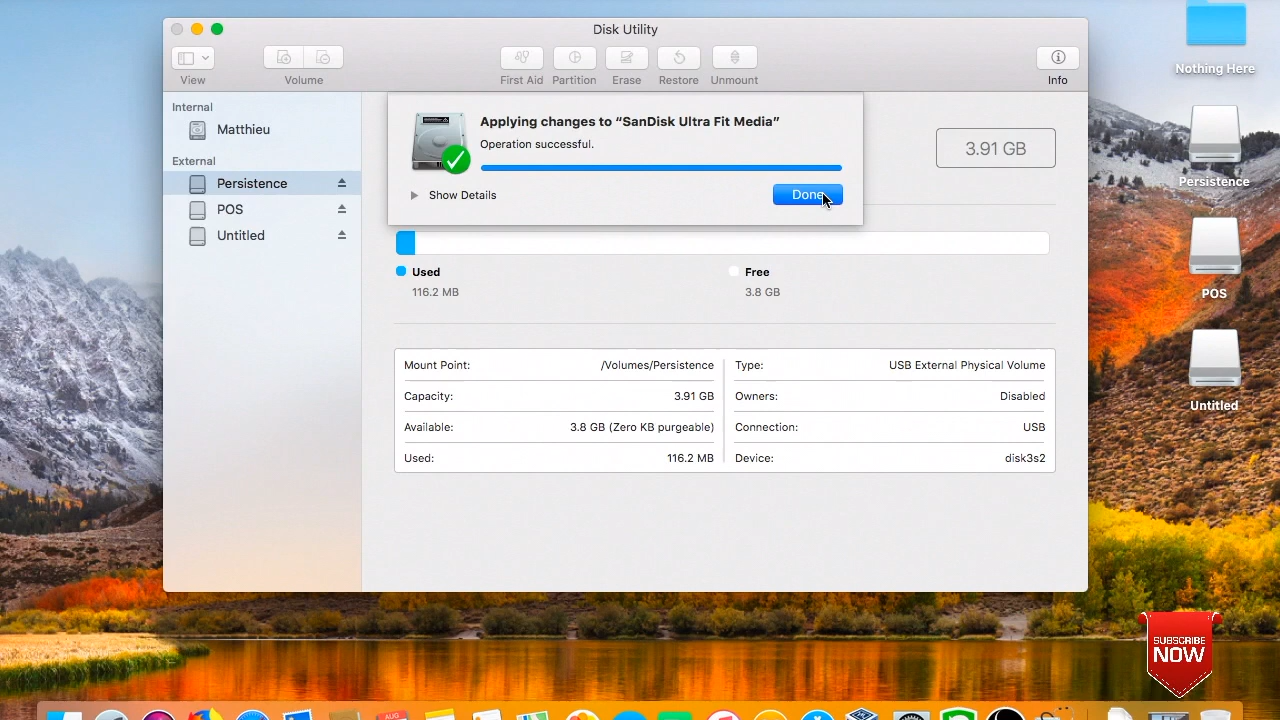 Disk Utility
View
Volume
First Aid
Partition
Erase
Restore
Unmount
Info
Internal
Matthieu
External
Persistence
POS
Untitled
Applying changes to “SanDisk Ultra Fit Media”
Operation successful.
Show Details
Done
3.91 GB
Used
116.2 MB
Free
3.8 GB
Mount Point: /Volumes/Persistence
Capacity: 3.91 GB
Available: 3.8 GB (Zero KB purgeable)
Used: 116.2 MB
Type: USB External Physical Volume
Owners: Disabled
Connection: USB
Device: disk3s2
Nothing Here
Persistence
POS
Untitled
SUBSCRIBE
NOW
AUG